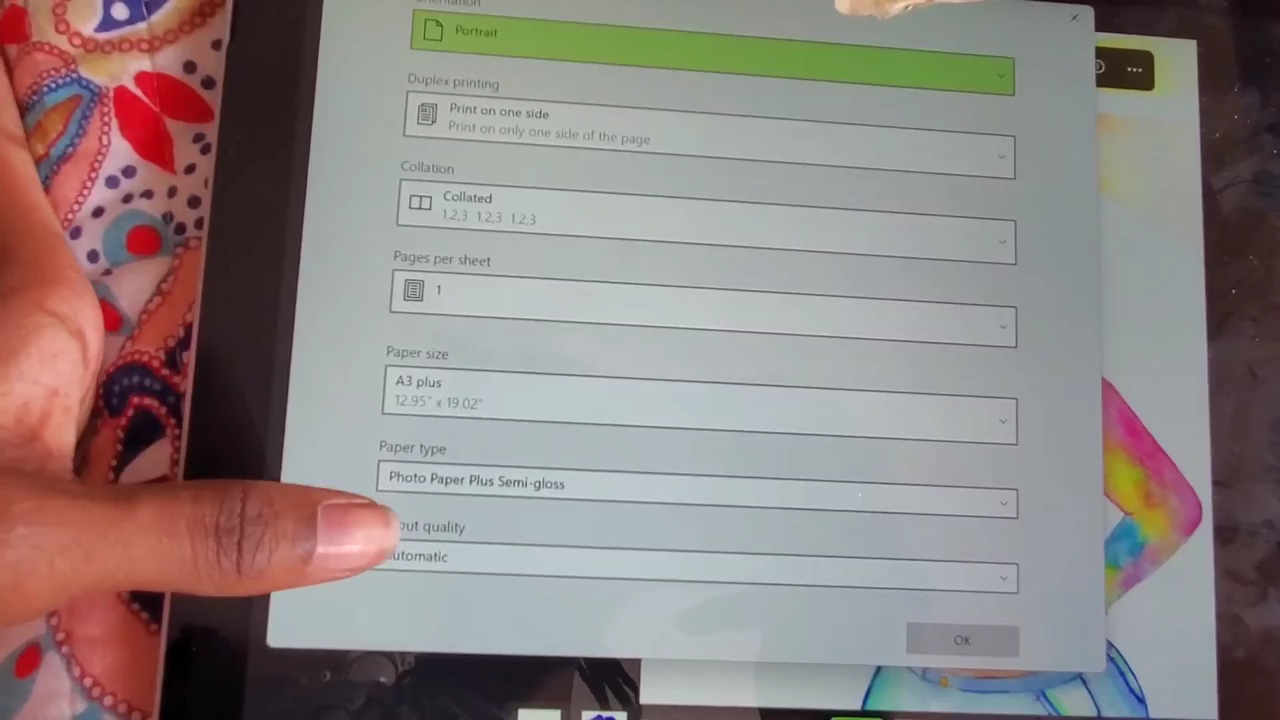 Orientation
Portrait
Duplex printing
Print on one side
Print on only one side of the page
Collation
Collated
1,2,3 1,2,3 1,2,3
Pages per sheet
1
Paper size
A3 plus
12.95" x 19.02"
Paper type
Photo Paper Plus Semi-gloss
put quality
utomatic
OK